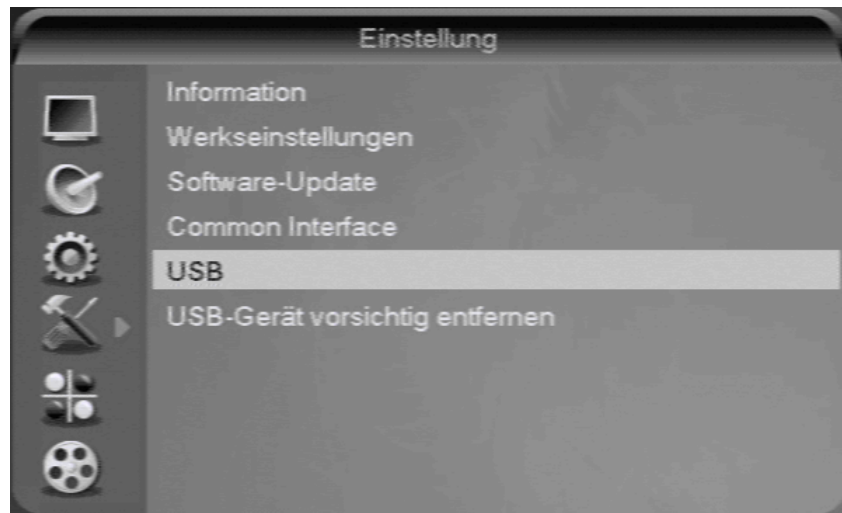 Einstellung
Information
Werkseinstellungen
Software-Update
Common Interface
USB
USB-Gerät vorsichtig entfernen